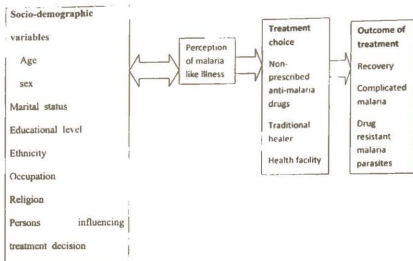 Socio-demographic
variables
Age
sex
Marital status
Educational level
Ethnicity
Occupation
Religion
Persons influencing
treatment decision
Perception
of malaria
like illness
Treatment
choice
Non-
prescribed
anti-malaria
drugs
Traditional
healer
Health facility
Outcome of
treatment
Recovery
Complicated
malaria
Drug
resistant
malaria
parasites